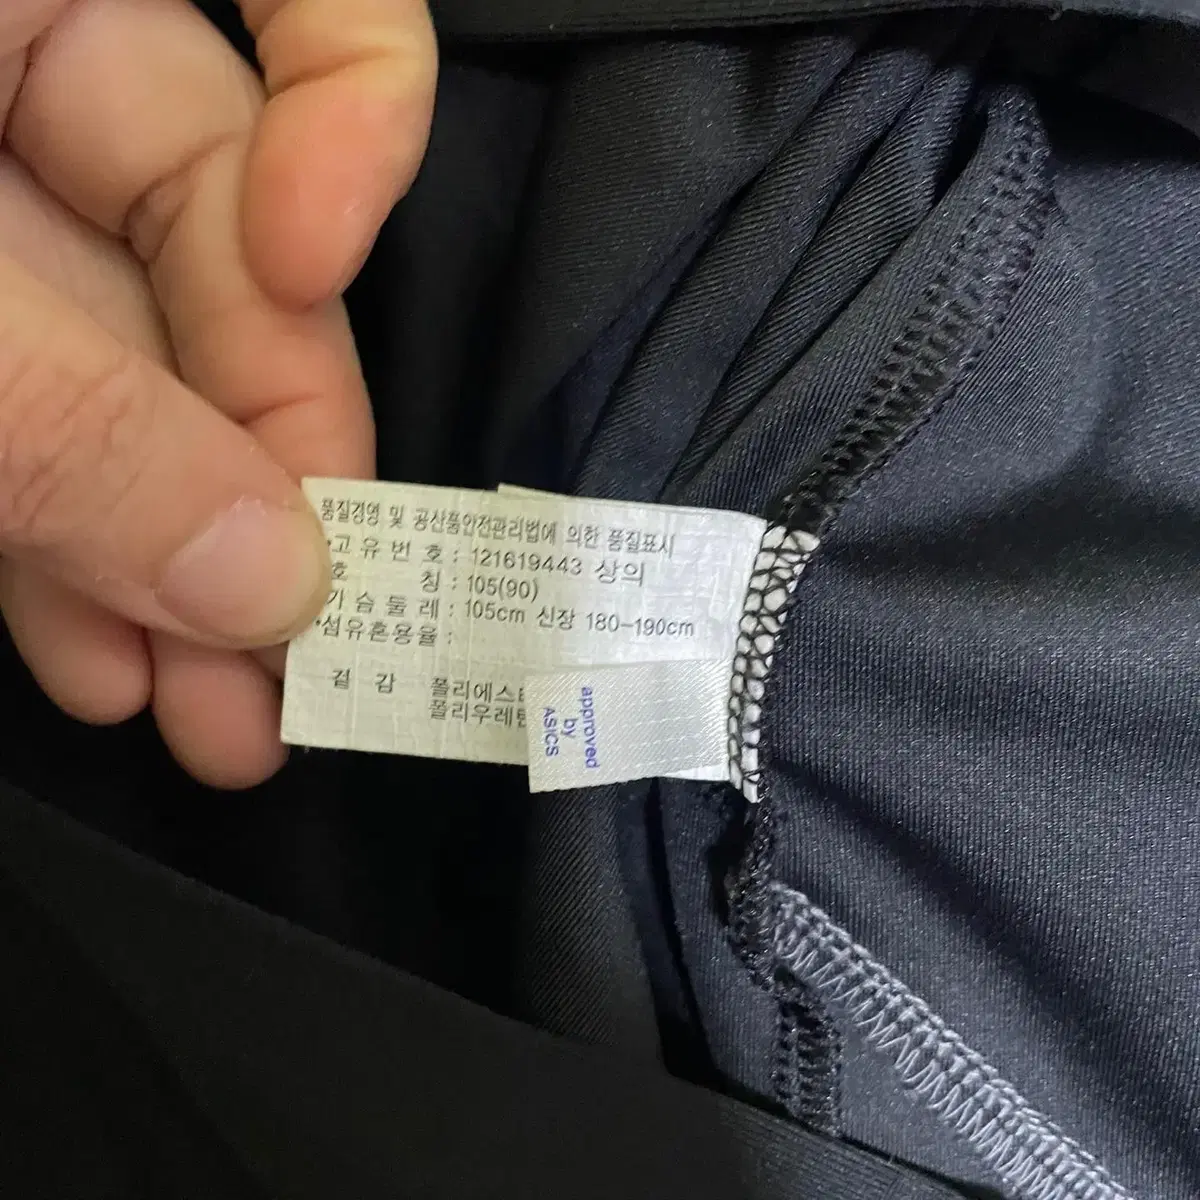 품질경영 및 공산품안전관리법에 의한 품질표시
•고유번호 : 121619443 상의
호 칭 : 105(90)
가슴둘레 : 105cm 신장 180-190cm
•섬유혼용율 :
겉감 폴리에스
폴리우레
approved
by
ASICS